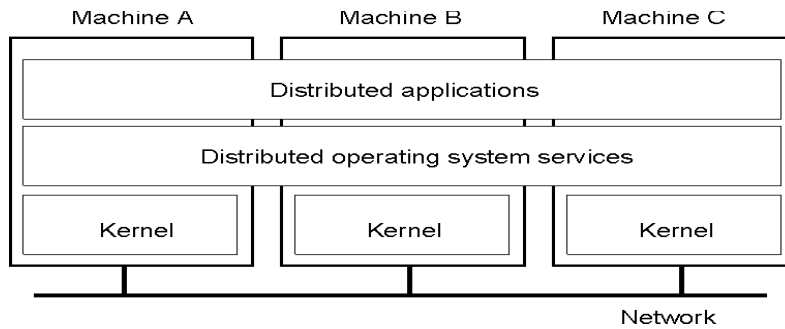 Machine A
Machine B
Machine C
Distributed applications
Distributed operating system services
Kernel
Kernel
Kernel
Network